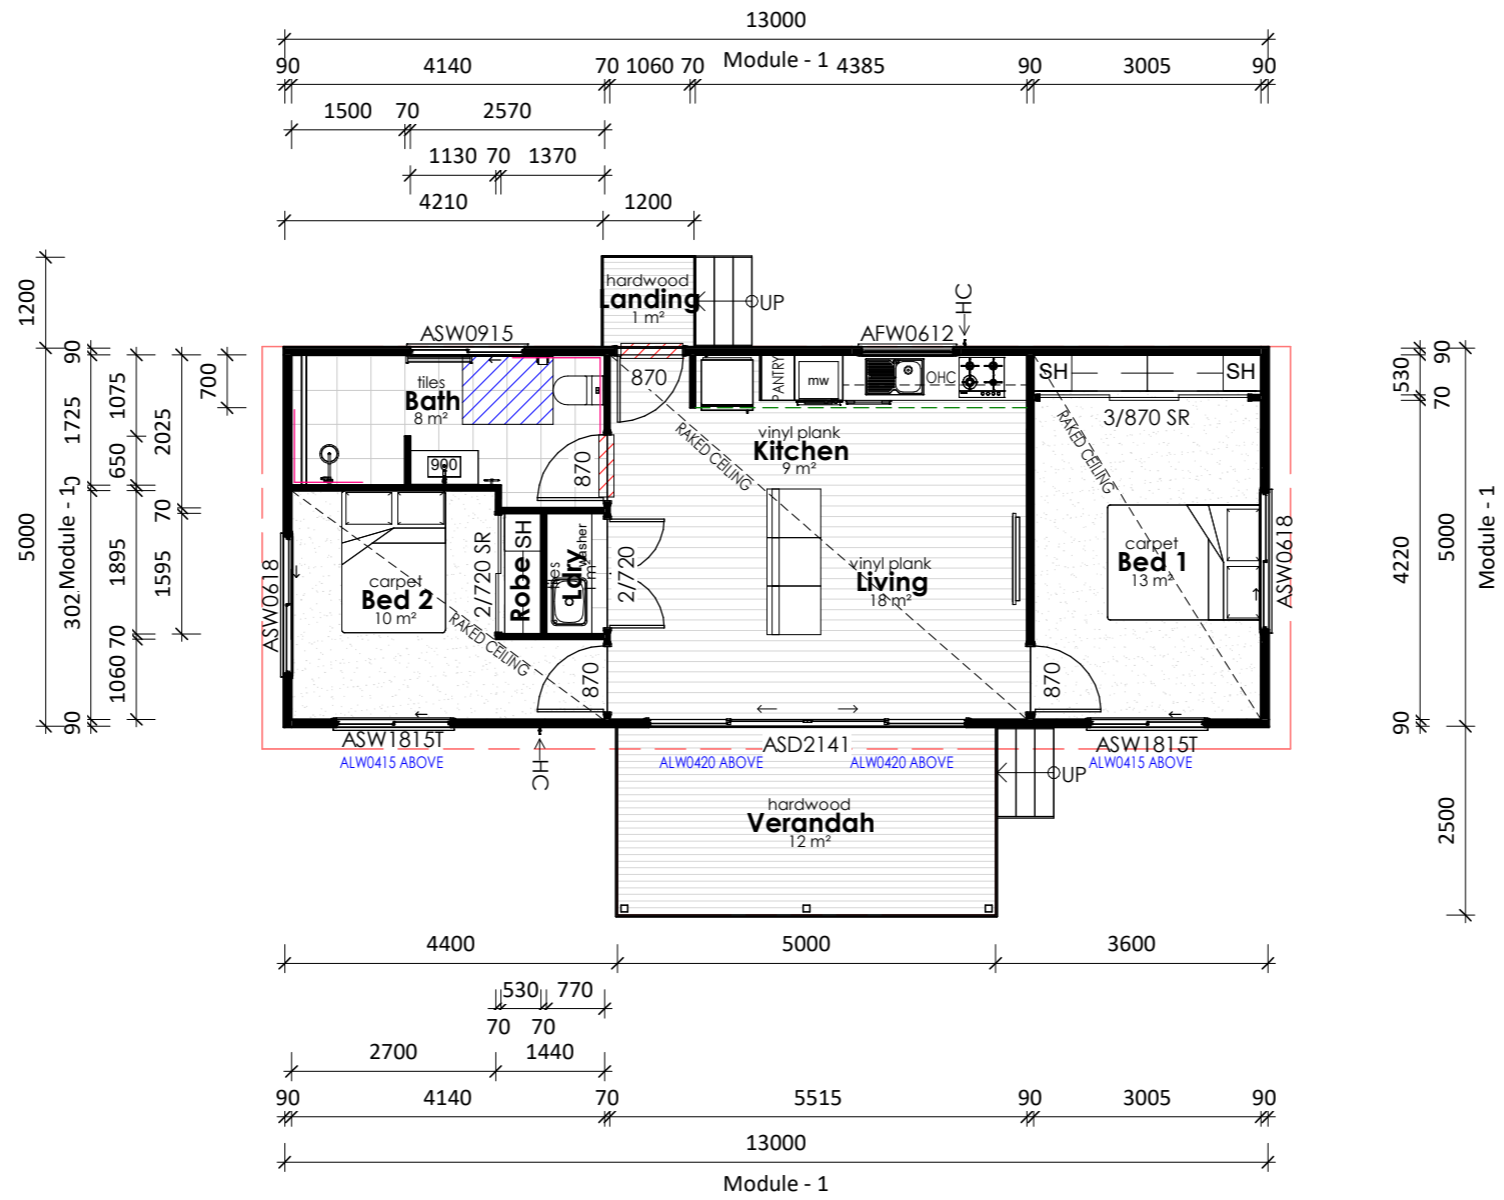 13000
Module - 1
90 4140 70 1060 70 4385 90 3005 90
1500 70 2570
1130 70 1370
4210 1200
hardwood
Landing
1 m²
UP
HC
ASW0915
AFW0612
1200
90
1725
302
Module - 1
5000
90
1075
650
1895
70
1060
2025
70
1595
700
tiles
Bath
8 m²
900
870
870
PANTRY
mw
OHC
SH
SH
3/870 SR
RAKED CEILING
vinyl plank
Kitchen
9 m²
RAKED CEILING
530
90
70
4220
5000
Module - 1
90
2500
ASW0618
carpet
Bed 2
10 m²
RAKED CEILING
2/720 SR
Robe
SH
tiles
Ldry
washer
2/720
870
vinyl plank
Living
18 m²
carpet
Bed 1
13 m²
870
ASW0618
ASW1815T
ALW0415 ABOVE
HC
ASD2141
ALW0420 ABOVE
ALW0420 ABOVE
ASW1815T
ALW0415 ABOVE
UP
hardwood
Verandah
12 m²
4400 5000 3600
530 770
70 70
2700 1440
90 4140 70 5515 90 3005 90
13000
Module - 1